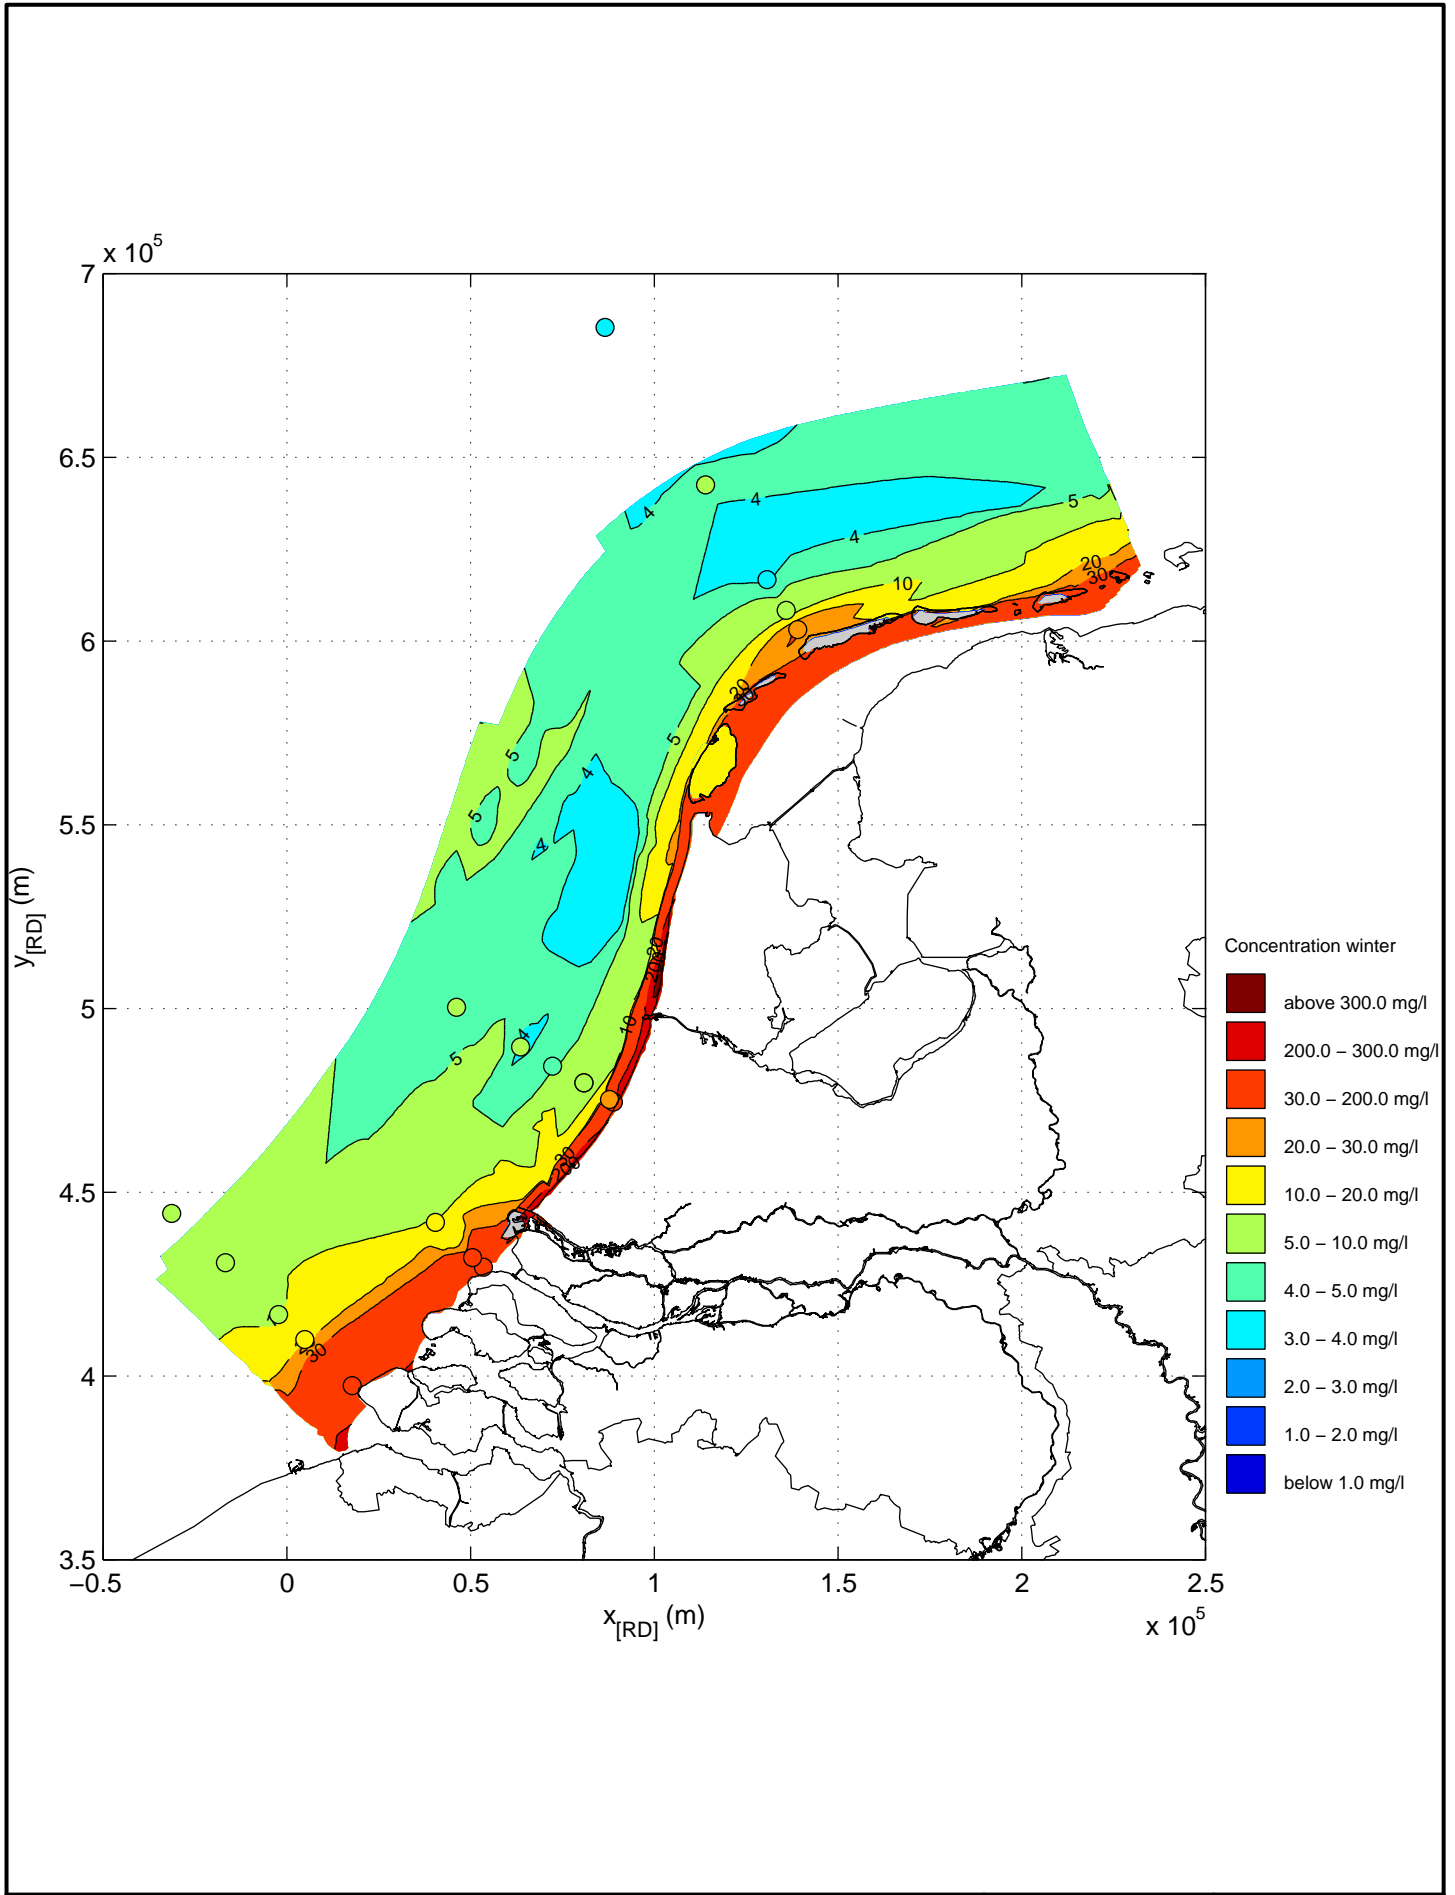 x 10^5
7
6.5
6
5.5
5
4.5
4
3.5
−0.5
0
0.5
1
1.5
2
2.5
x 10^5
x[RD] (m)
y[RD] (m)
4
4
4
5
20
30
10
20
5
5
5
4
4
5
4
10
20
200
30
200
30
Concentration winter
above 300.0 mg/l
200.0 − 300.0 mg/l
30.0 − 200.0 mg/l
20.0 − 30.0 mg/l
10.0 − 20.0 mg/l
5.0 − 10.0 mg/l
4.0 − 5.0 mg/l
3.0 − 4.0 mg/l
2.0 − 3.0 mg/l
1.0 − 2.0 mg/l
below 1.0 mg/l